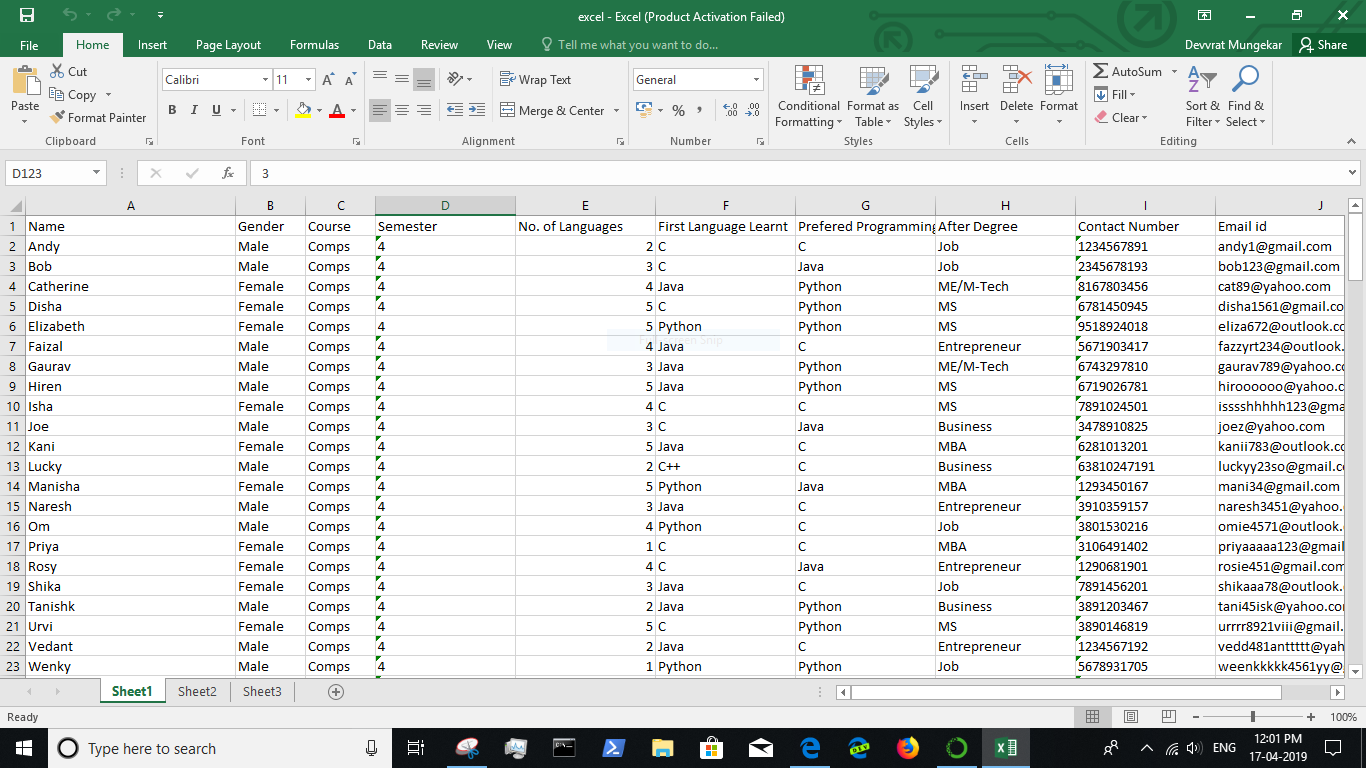 excel - Excel (Product Activation Failed)
File Home Insert Page Layout Formulas Data Review View Tell me what you want to do... Devvrat Mungekar Share
Paste Cut Copy Format Painter Clipboard
Calibri 11 B I U Font
Wrap Text Merge & Center Alignment
General % Number
Conditional Formatting Format as Table Cell Styles Styles
Insert Delete Format Cells
AutoSum Fill Clear Sort & Filter Find & Select Editing
D123 fx 3
A B C D E F G H I J
1 Name Gender Course Semester No. of Languages First Language Learnt Prefered Programming After Degree Contact Number Email id
2 Andy Male Comps 4 2 C C Job 1234567891 andy1@gmail.com
3 Bob Male Comps 4 3 C Java Job 2345678193 bob123@gmail.com
4 Catherine Female Comps 4 4 Java Python ME/M-Tech 8167803456 cat89@yahoo.com
5 Disha Female Comps 4 5 C Python MS 6781450945 disha1561@gmail.co
6 Elizabeth Female Comps 4 5 Python Python MS 9518924018 eliza672@outlook.co
7 Faizal Male Comps 4 4 Java C Entrepreneur 5671903417 fazzyrt234@outlook.
8 Gaurav Male Comps 4 3 Java Python ME/M-Tech 6743297810 gaurav789@yahoo.co
9 Hiren Male Comps 4 5 Java Python MS 6719026781 hiroooooo@yahoo.c
10 Isha Female Comps 4 4 C C MS 7891024501 isssshhhhh123@gma
11 Joe Male Comps 4 3 C Java Business 3478910825 joez@yahoo.com
12 Kani Female Comps 4 5 Java C MBA 6281013201 kanii783@outlook.co
13 Lucky Male Comps 4 2 C++ C Business 63810247191 luckyy23so@gmail.co
14 Manisha Female Comps 4 5 Python Java MBA 1293450167 mani34@gmail.com
15 Naresh Male Comps 4 3 Java C Entrepreneur 3910359157 naresh3451@yahoo.
16 Om Male Comps 4 4 Python C Job 3801530216 omie4571@outlook.
17 Priya Female Comps 4 1 C C MBA 3106491402 priyaaaaa123@gmail
18 Rosy Female Comps 4 4 C Java Entrepreneur 1290681901 rosie451@gmail.com
19 Shika Female Comps 4 3 Java C Job 7891456201 shikaaa78@outlook.
20 Tanishk Male Comps 4 2 Java Python Business 3891203467 tani45isk@yahoo.co
21 Urvi Female Comps 4 5 C Python MS 3890146819 urrrr8921viii@gmail.
22 Vedant Male Comps 4 2 Java C Entrepreneur 1234567192 vedd481anttttt@yah
23 Wenky Male Comps 4 1 Python Python Job 5678931705 weenkkkkk4561yy@
Full-screen Snip
Sheet1 Sheet2 Sheet3
Ready 100%
Type here to search ENG 12:01 PM
17-04-2019